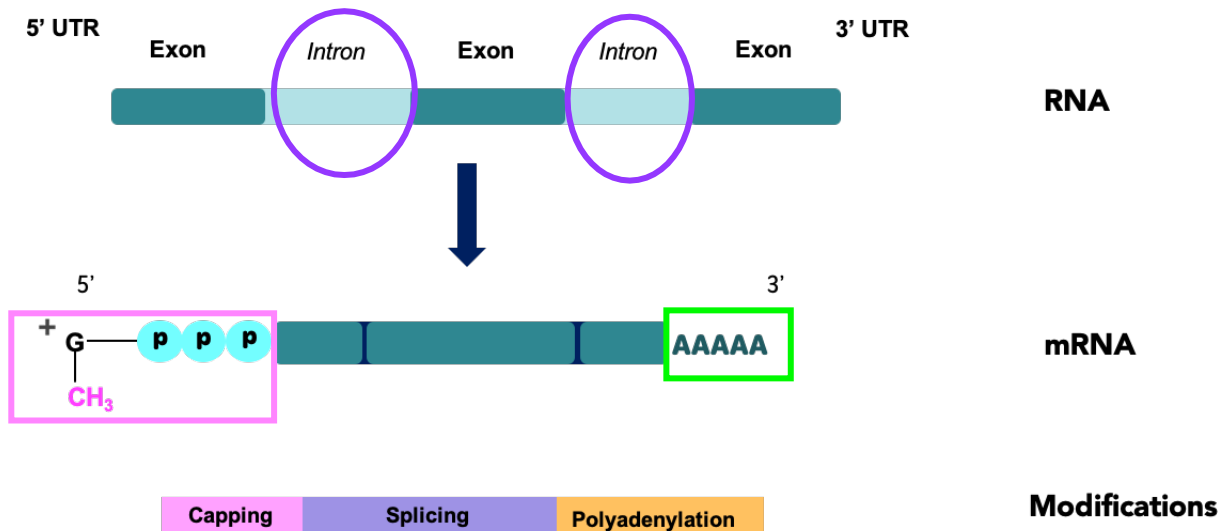 5’ UTR
Exon
Intron
Exon
Intron
Exon
3’ UTR
RNA
5’
3’
+
G
p
p
p
CH₃
AAAAA
mRNA
Capping
Splicing
Polyadenylation
Modifications